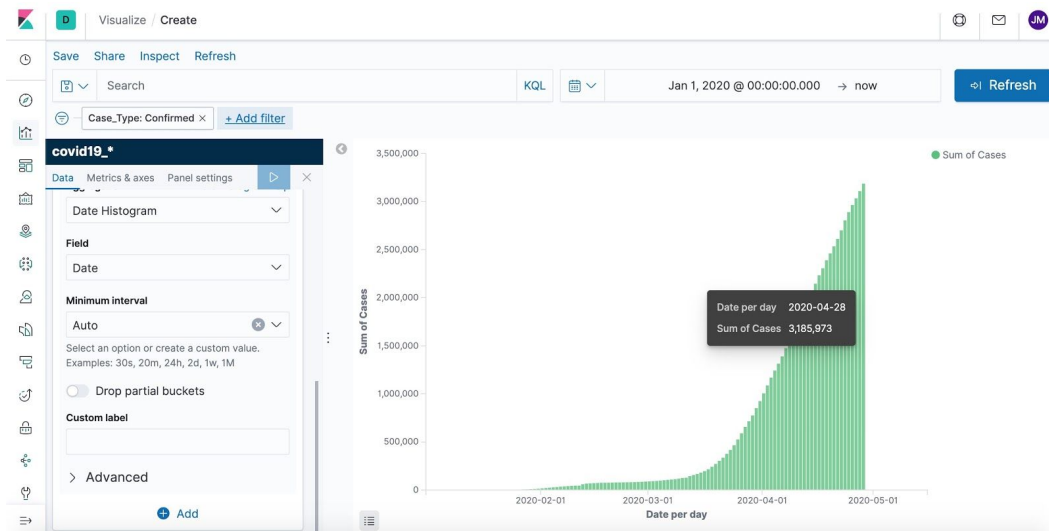 D Visualize / Create JM
Save Share Inspect Refresh
Search KQL Jan 1, 2020 @ 00:00:00.000 → now Refresh
Case_Type: Confirmed × + Add filter
covid19_*
Data Metrics & axes Panel settings
Date Histogram
Field
Date
Minimum interval
Auto
Select an option or create a custom value.
Examples: 30s, 20m, 24h, 2d, 1w, 1M
Drop partial buckets
Custom label
Advanced
Add
Sum of Cases
3,500,000
3,000,000
2,500,000
2,000,000
1,500,000
1,000,000
500,000
0
Sum of Cases
Date per day 2020-04-28
Sum of Cases 3,185,973
2020-02-01 2020-03-01 2020-04-01 2020-05-01
Date per day